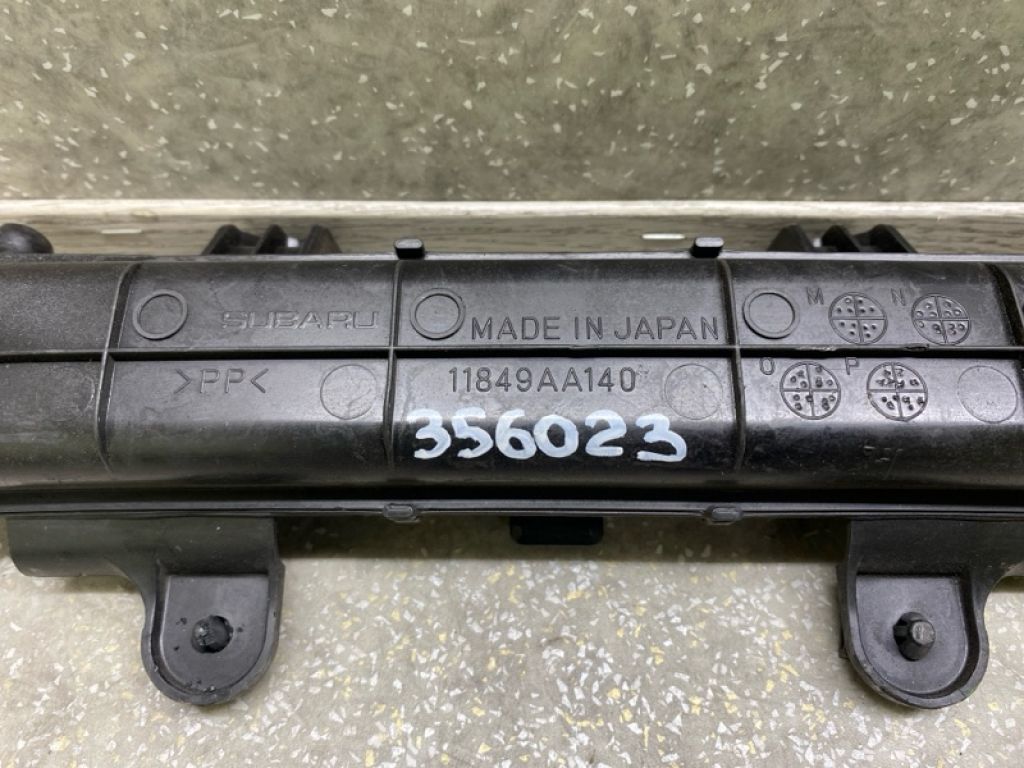 SUBARU
MADE IN JAPAN
M N
>PP<
11849AA140
O P
356023